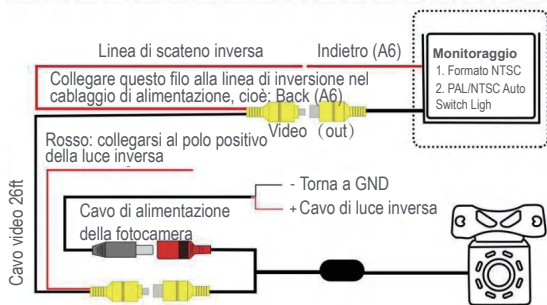 Linea di scateno inversa
Indietro (A6)
Monitoraggio
1. Formato NTSC
2. PAL/NTSC Auto
Switch Ligh
Collegare questo filo alla linea di inversione nel
cablaggio di alimentazione, cioè: Back (A6)
Video (out)
Rosso: collegarsi al polo positivo
della luce inversa
- Torna a GND
+ Cavo di luce inversa
Cavo di alimentazione
della fotocamera
Cavo video 26ft